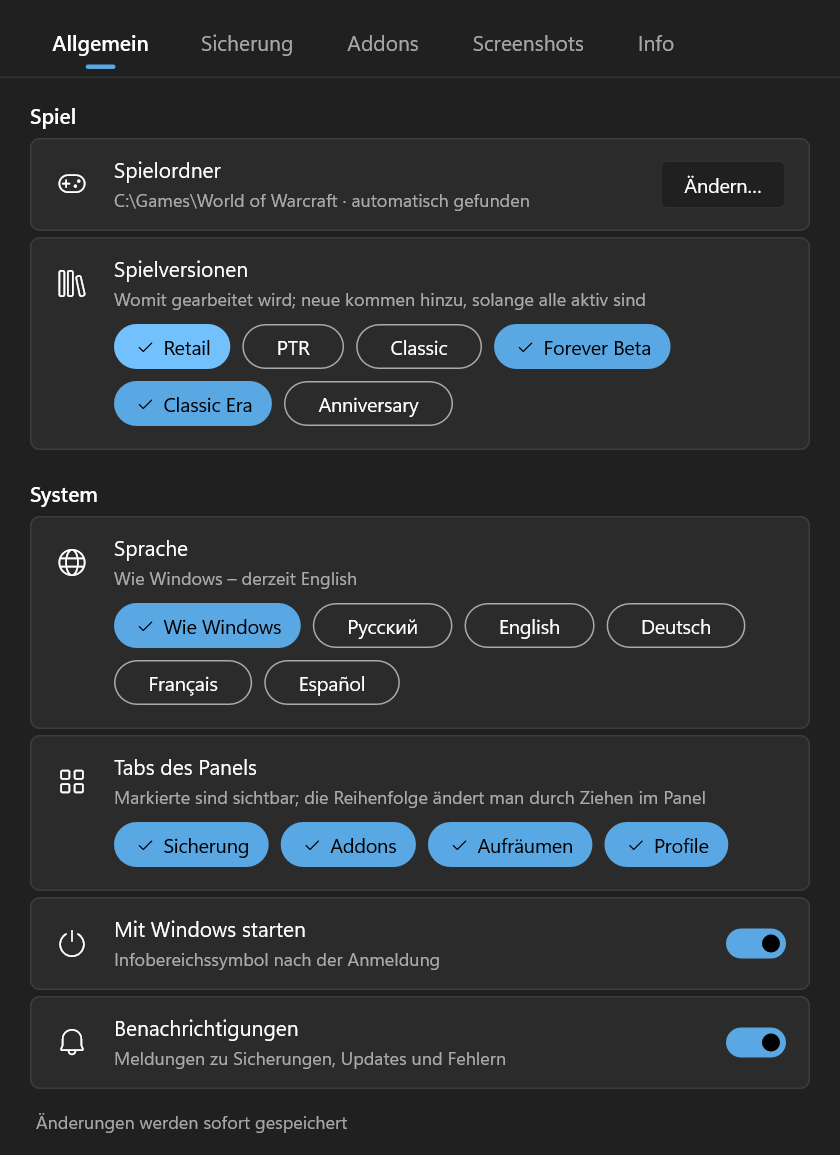 Allgemein Sicherung Addons Screenshots Info
Spiel
Spielordner
C:\Games\World of Warcraft · automatisch gefunden
Ändern...
Spielversionen
Womit gearbeitet wird; neue kommen hinzu, solange alle aktiv sind
Retail PTR Classic Forever Beta
Classic Era Anniversary
System
Sprache
Wie Windows – derzeit English
Wie Windows Русский English Deutsch
Français Español
Tabs des Panels
Markierte sind sichtbar; die Reihenfolge ändert man durch Ziehen im Panel
Sicherung Addons Aufräumen Profile
Mit Windows starten
Infobereichssymbol nach der Anmeldung
Benachrichtigungen
Meldungen zu Sicherungen, Updates und Fehlern
Änderungen werden sofort gespeichert